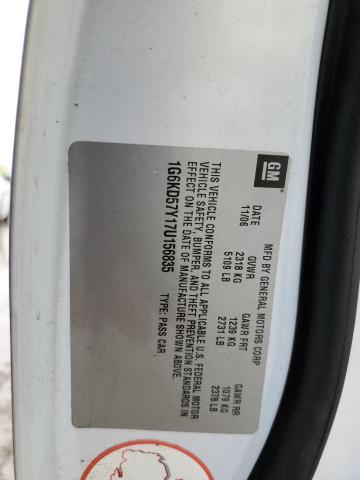 GM
MFD BY GENERAL MOTORS CORP
DATE GVWR GAWR FRT GAWR RR
11/06 2318 KG 1239 KG 1079 KG
5109 LB 2731 LB 2378 LB
THIS VEHICLE CONFORMS TO ALL APPLICABLE U.S. FEDERAL MOTOR
VEHICLE SAFETY, BUMPER, AND THEFT PREVENTION STANDARDS IN
EFFECT ON THE DATE OF MANUFACTURE SHOWN ABOVE.
1G6KD57Y17U156835 TYPE: PASS CAR